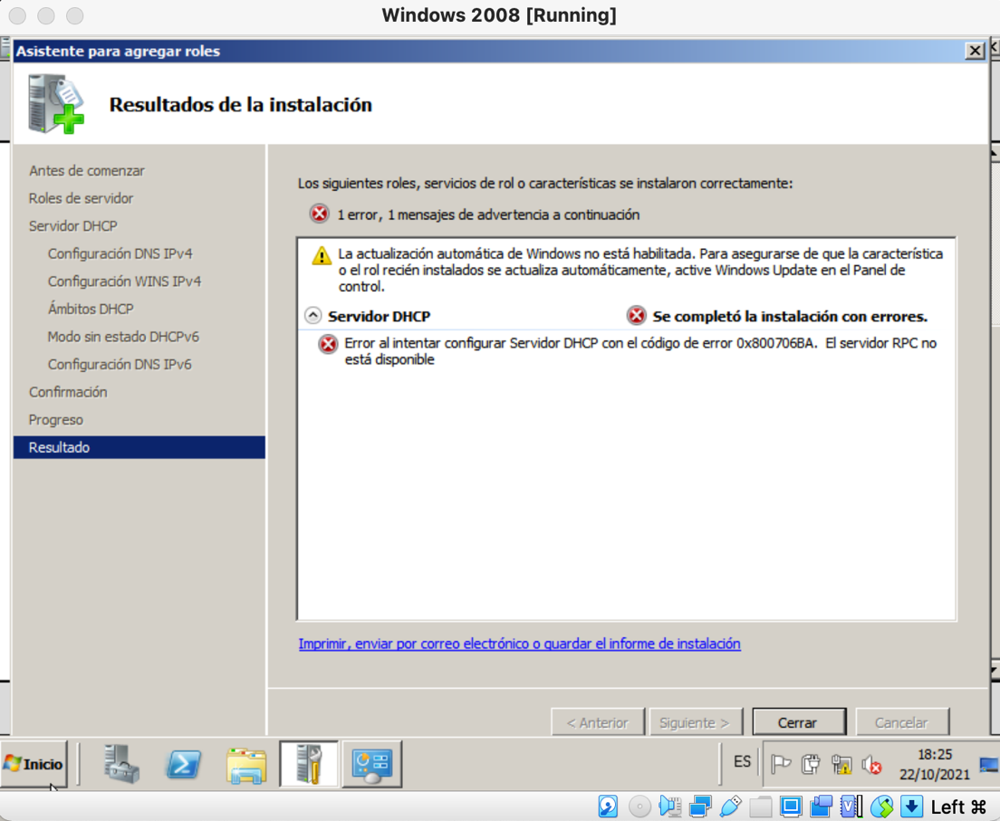 Windows 2008 [Running]
Asistente para agregar roles
Resultados de la instalación
Antes de comenzar
Roles de servidor
Servidor DHCP
Configuración DNS IPv4
Configuración WINS IPv4
Ámbitos DHCP
Modo sin estado DHCPv6
Configuración DNS IPv6
Confirmación
Progreso
Resultado
Los siguientes roles, servicios de rol o características se instalaron correctamente:
1 error, 1 mensajes de advertencia a continuación
La actualización automática de Windows no está habilitada. Para asegurarse de que la característica
o el rol recién instalados se actualiza automáticamente, active Windows Update en el Panel de
control.
Servidor DHCP Se completó la instalación con errores.
Error al intentar configurar Servidor DHCP con el código de error 0x800706BA. El servidor RPC no
está disponible
Imprimir, enviar por correo electrónico o guardar el informe de instalación
< Anterior Siguiente > Cerrar Cancelar
Inicio ES 18:25
22/10/2021
Left ⌘